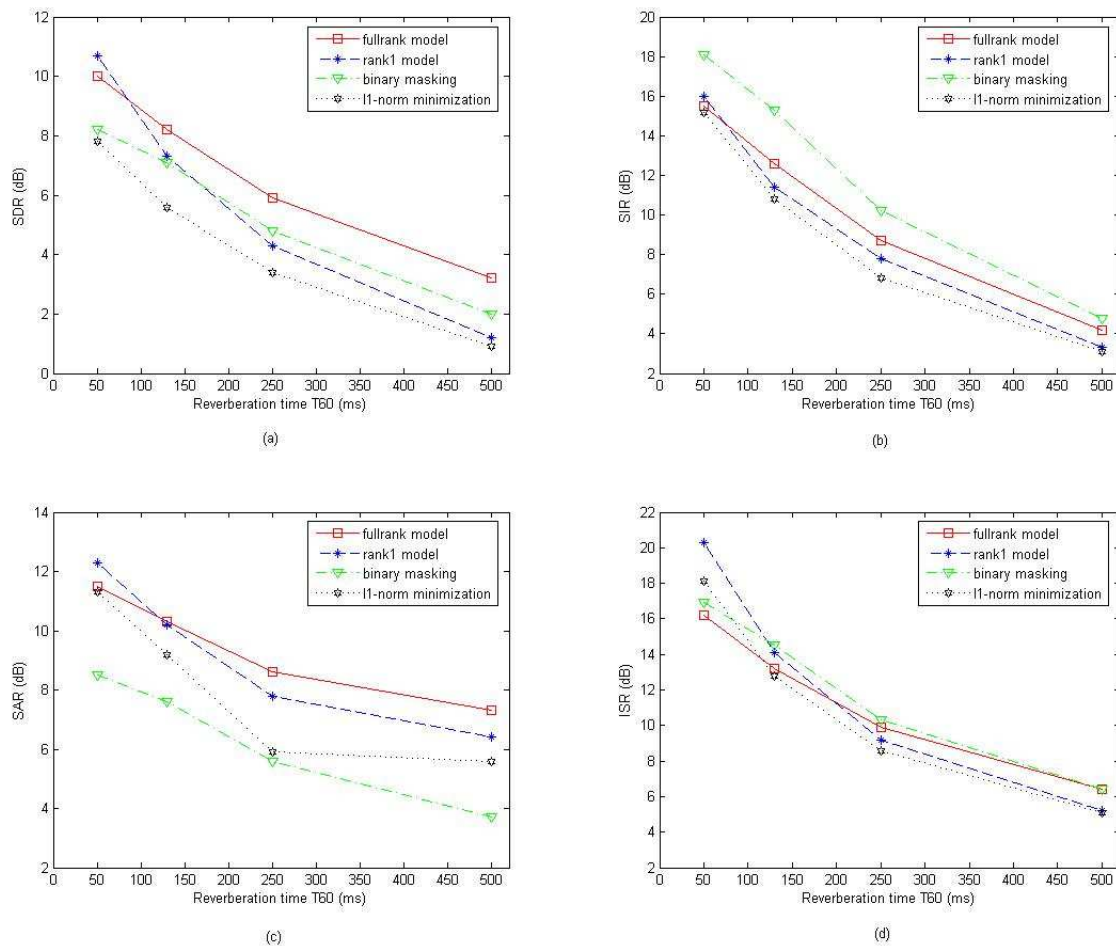 12
10
8
6
4
2
0
SDR (dB)
0 50 100 150 200 250 300 350 400 450 500
Reverberation time T60 (ms)
fullrank model
rank1 model
binary masking
l1-norm minimization
(a)
20
18
16
14
12
10
8
6
4
2
SIR (dB)
0 50 100 150 200 250 300 350 400 450 500
Reverberation time T60 (ms)
fullrank model
rank1 model
binary masking
l1-norm minimization
(b)
14
12
10
8
6
4
2
SAR (dB)
0 50 100 150 200 250 300 350 400 450 500
Reverberation time T60 (ms)
fullrank model
rank1 model
binary masking
l1-norm minimization
(c)
22
20
18
16
14
12
10
8
6
4
2
ISR (dB)
0 50 100 150 200 250 300 350 400 450 500
Reverberation time T60 (ms)
fullrank model
rank1 model
binary masking
l1-norm minimization
(d)